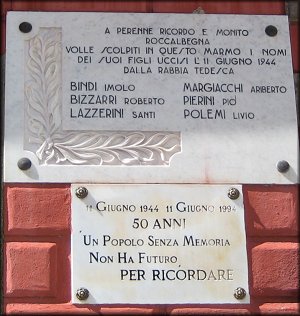 A PERENNE RICORDO E MONITO
ROCCALBEGNA
VOLLE SCOLPITI IN QUESTO MARMO I NOMI
DEI SUOI FIGLI UCCISI L'11 GIUGNO 1944
DALLA RABBIA TEDESCA
BINDI IMOLO
BIZZARRI ROBERTO
LAZZERINI SANTI
MARGIACCHI ARIBERTO
PIERINI PIO
POLEMI LIVIO
11 GIUGNO 1944 11 GIUGNO 1994
50 ANNI
UN POPOLO SENZA MEMORIA
NON HA FUTURO
PER RICORDARE